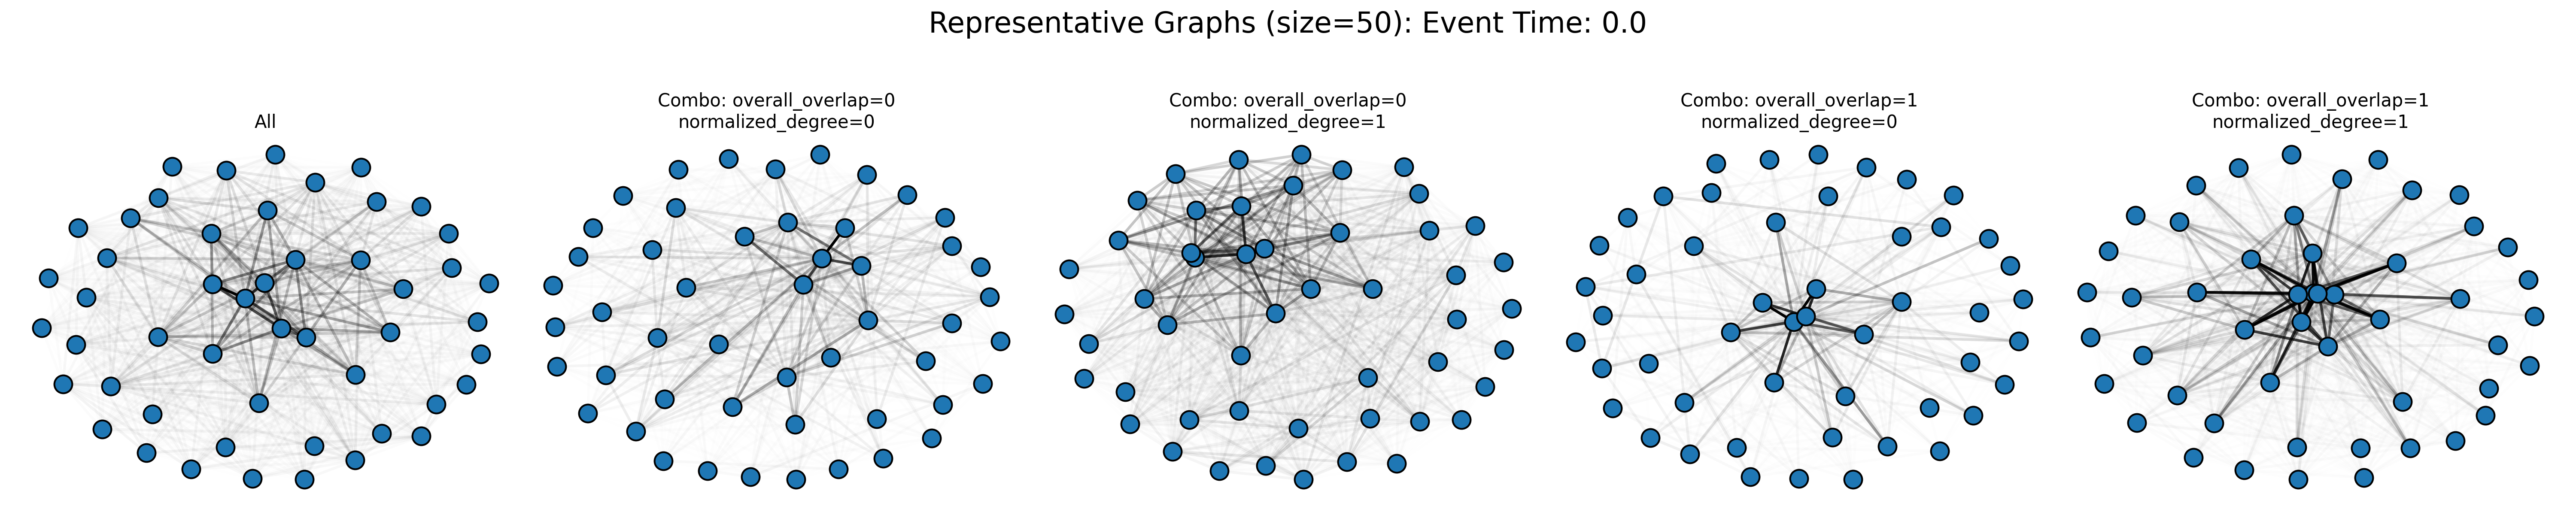 Representative Graphs (size=50): Event Time: 0.0
All
Combo: overall_overlap=0
normalized_degree=0
Combo: overall_overlap=0
normalized_degree=1
Combo: overall_overlap=1
normalized_degree=0
Combo: overall_overlap=1
normalized_degree=1